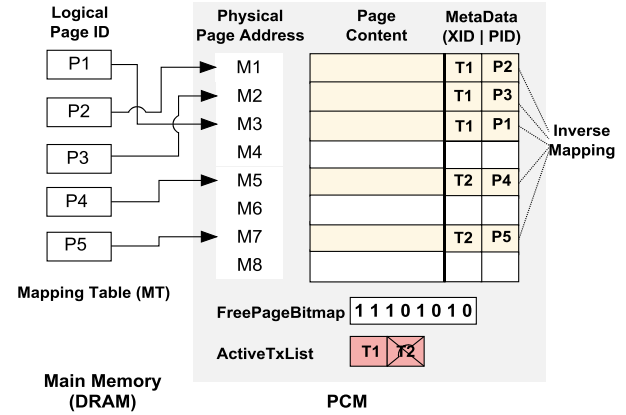 Logical
Page ID
Physical
Page Address
Page
Content
MetaData
(XID | PID)
P1
M1
T1 P2
P2
M2
T1 P3
M3
T1 P1
Inverse
Mapping
P3
M4
P4
M5
T2 P4
M6
P5
M7
T2 P5
M8
Mapping Table (MT)
FreePageBitmap 1 1 1 0 1 0 1 0
ActiveTxList T1 T2
Main Memory
(DRAM)
PCM